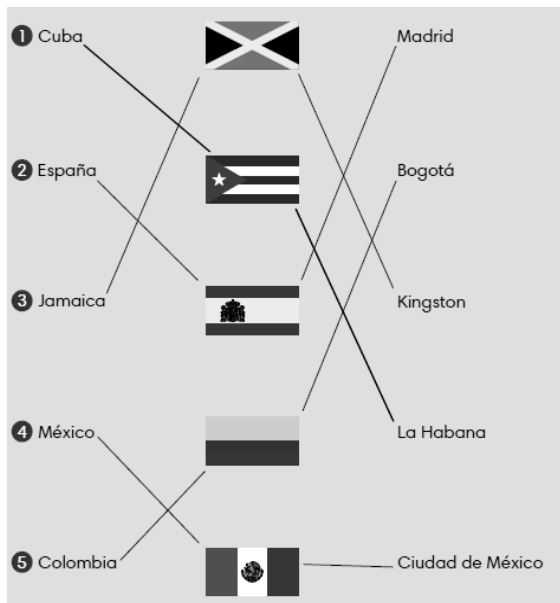 1 Cuba
Madrid
2 España
Bogotá
3 Jamaica
Kingston
4 México
La Habana
5 Colombia
Ciudad de México